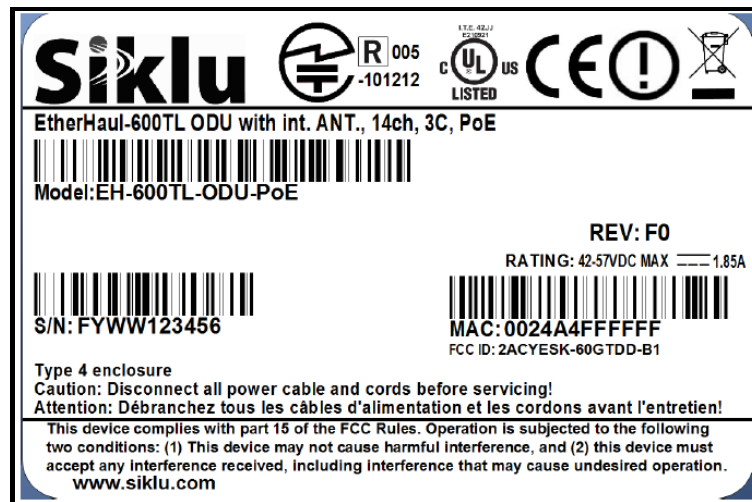 Siklu
R 005
-101212
I.T.E. 42JJ
E210921
C UL US
LISTED
CE
EtherHaul-600TL ODU with int. ANT., 14ch, 3C, PoE
Model:EH-600TL-ODU-PoE
REV: F0
RATING: 42-57VDC MAX 1.85A
S/N: FYWW123456
MAC:0024A4FFFFFF
FCC ID: 2ACYESK-60GTDD-B1
Type 4 enclosure
Caution: Disconnect all power cable and cords before servicing!
Attention: Débranchez tous les câbles d'alimentation et les cordons avant l'entretien!
This device complies with part 15 of the FCC Rules. Operation is subjected to the following
two conditions: (1) This device may not cause harmful interference, and (2) this device must
accept any interference received, including interference that may cause undesired operation.
www.siklu.com